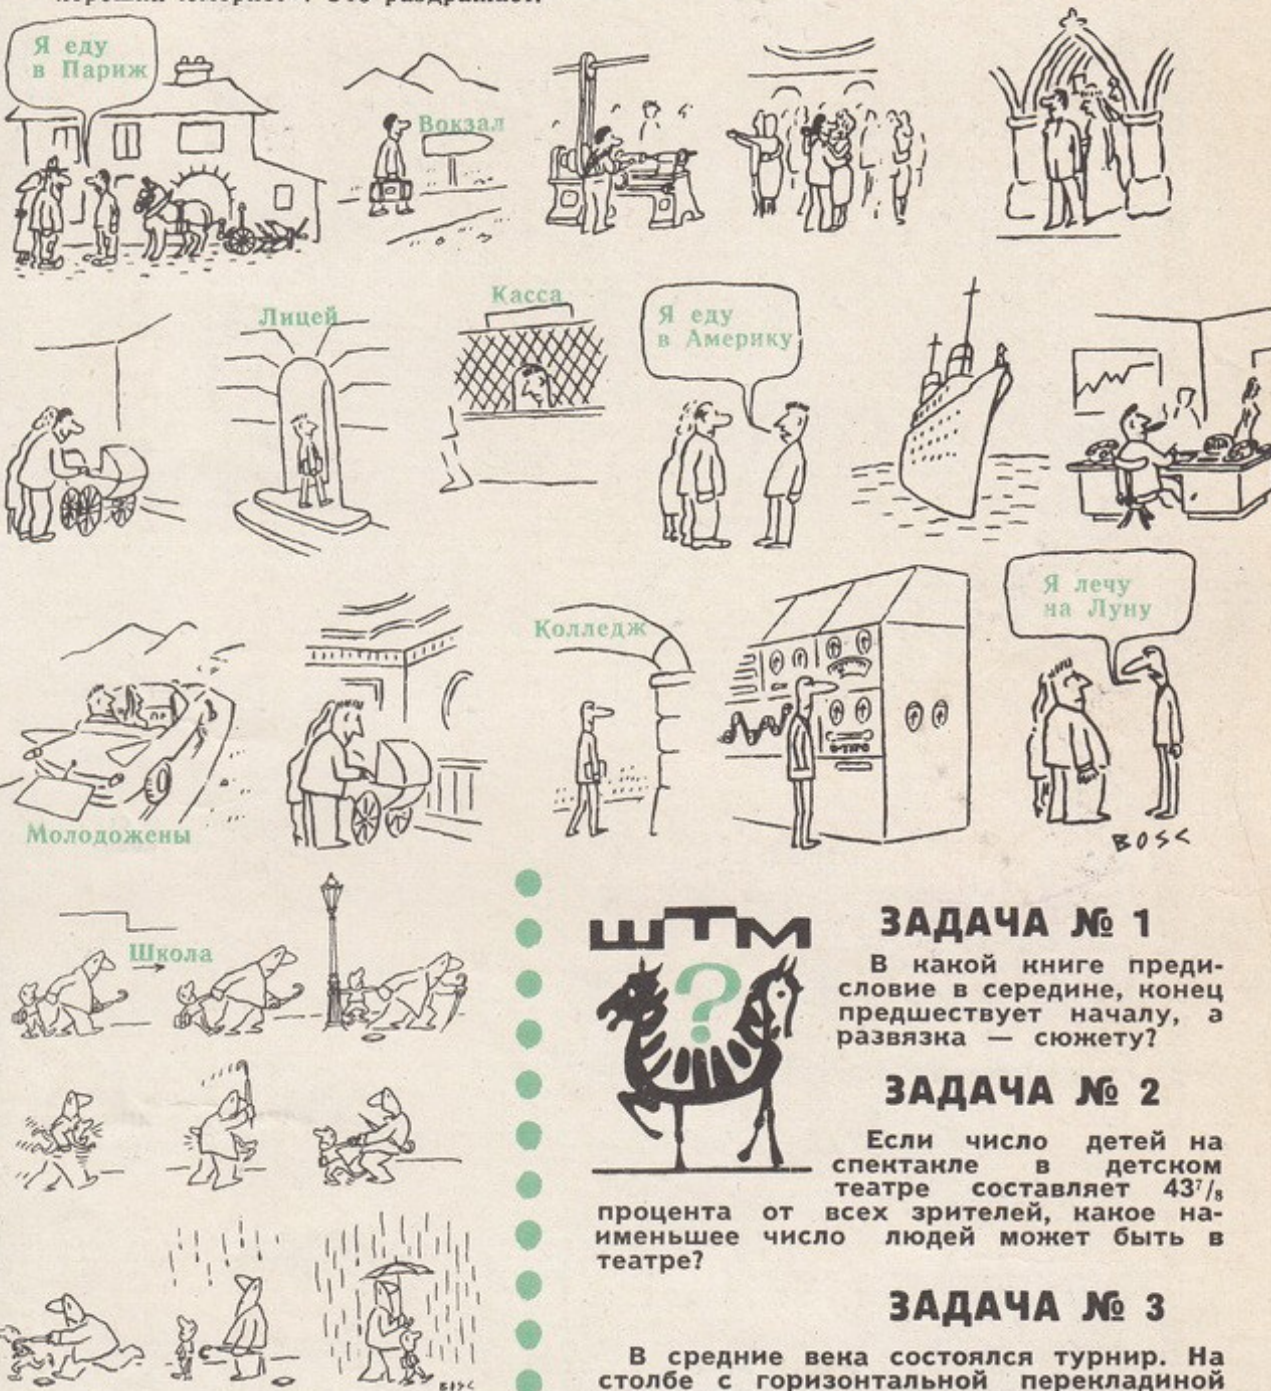 Это раздражает.
Я еду
в Париж
Вокзал
Лицей
Касса
Я еду
в Америку
Молодожены
Колледж
Я лечу
на Луну
BOSC
Школа
BOSC
ШТМ
?
ЗАДАЧА № 1
В какой книге преди-
словие в середине, конец
предшествует началу, а
развязка — сюжету?
ЗАДАЧА № 2
Если число детей на
спектакле в детском
театре составляет 43⁷/₈
процента от всех зрителей, какое на-
именьшее число людей может быть в
театре?
ЗАДАЧА № 3
В средние века состоялся турнир. На
столбе с горизонтальной перекладиной